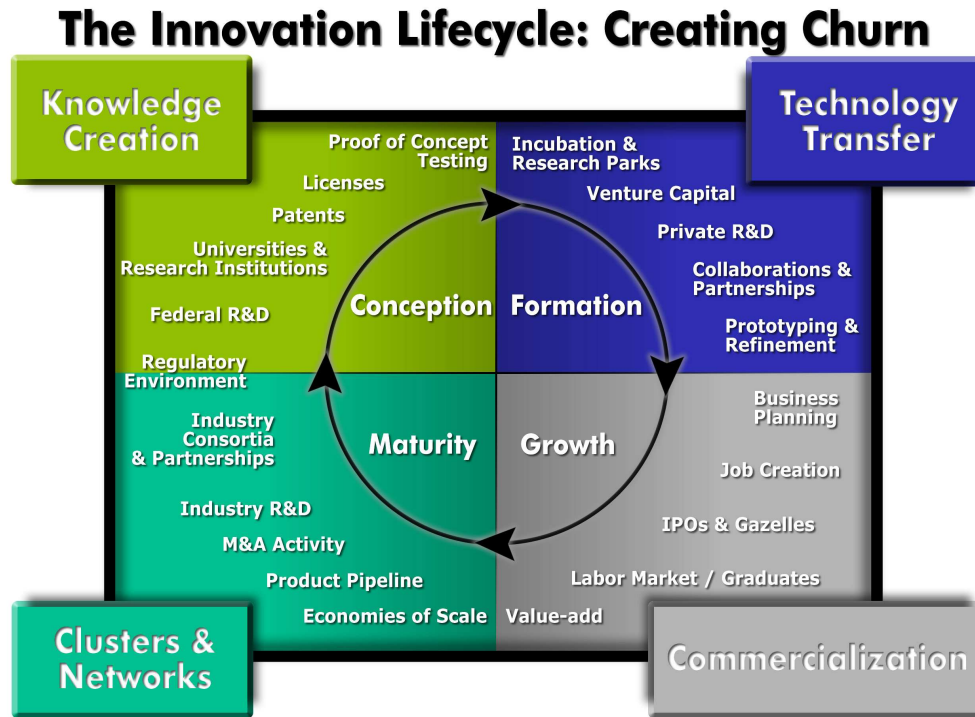 The Innovation Lifecycle: Creating Churn
Knowledge
Creation
Technology
Transfer
Proof of Concept
Testing
Licenses
Patents
Universities &
Research Institutions
Federal R&D
Regulatory
Environment
Conception
Incubation &
Research Parks
Venture Capital
Private R&D
Collaborations &
Partnerships
Prototyping &
Refinement
Formation
Industry
Consortia
& Partnerships
Industry R&D
M&A Activity
Product Pipeline
Economies of Scale
Maturity
Business
Planning
Job Creation
IPOs & Gazelles
Labor Market / Graduates
Value-add
Growth
Clusters &
Networks
Commercialization